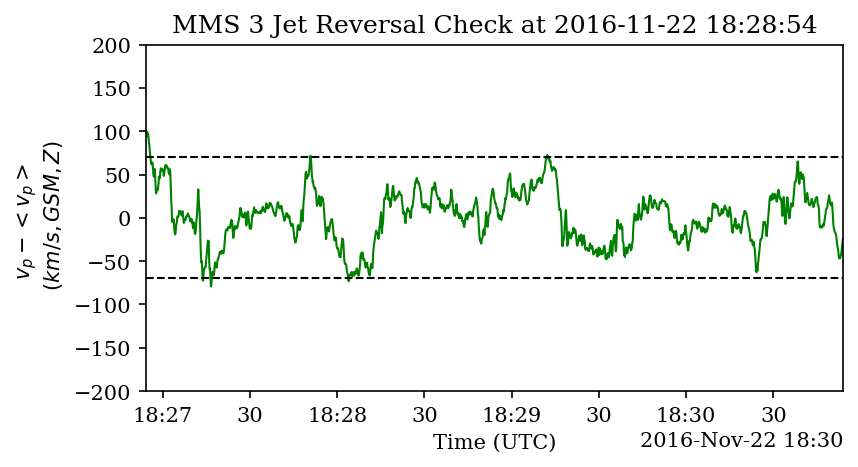 MMS 3 Jet Reversal Check at 2016-11-22 18:28:54
v_p − < v_p >
(km/s, GSM, Z)
200
150
100
50
0
−50
−100
−150
−200
18:27 30 18:28 30 18:29 30 18:30 30
Time (UTC) 2016-Nov-22 18:30